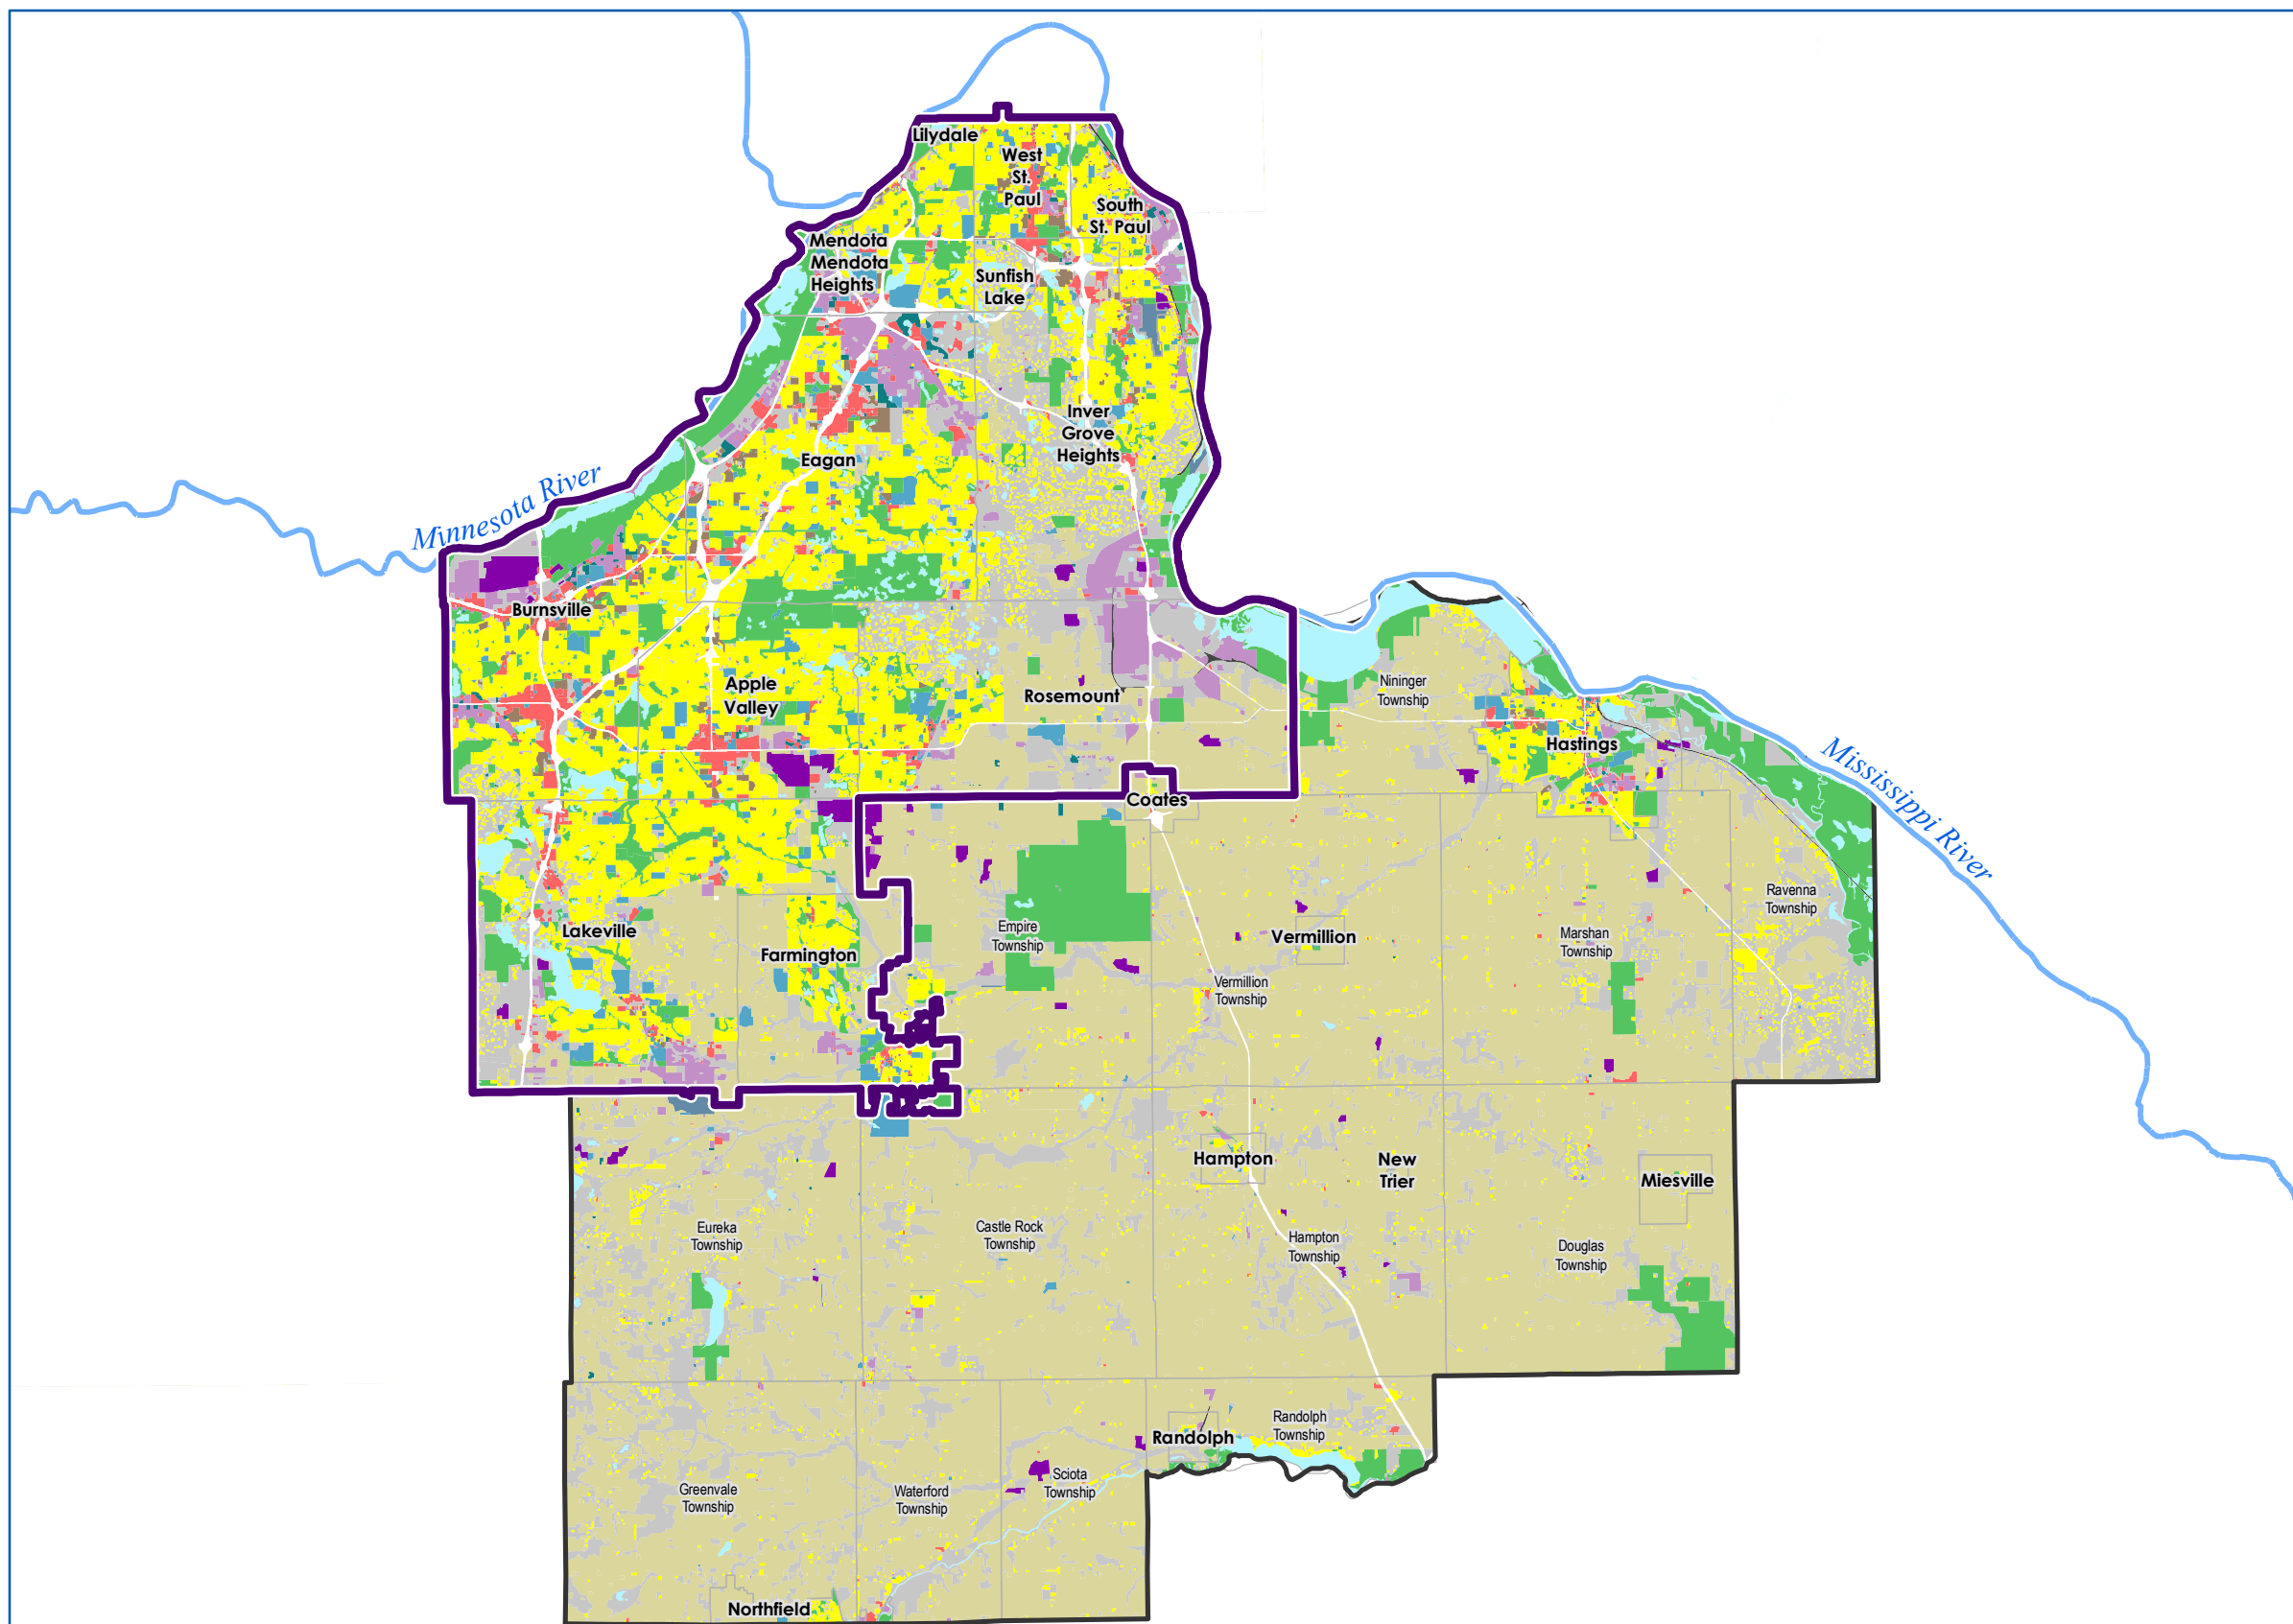 Lilydale
West
St.
Paul
South
St. Paul
Mendota
Mendota
Heights
Sunfish
Lake
Inver
Grove
Heights
Eagan
Minnesota River
Burnsville
Apple
Valley
Rosemount
Nininger
Township
Hastings
Mississippi River
Coates
Ravenna
Township
Lakeville
Farmington
Empire
Township
Vermillion
Marshan
Township
Vermillion
Township
Hampton
New
Trier
Miesville
Eureka
Township
Castle Rock
Township
Hampton
Township
Douglas
Township
Randolph
Randolph
Township
Greenvale
Township
Waterford
Township
Sciota
Township
Northfield